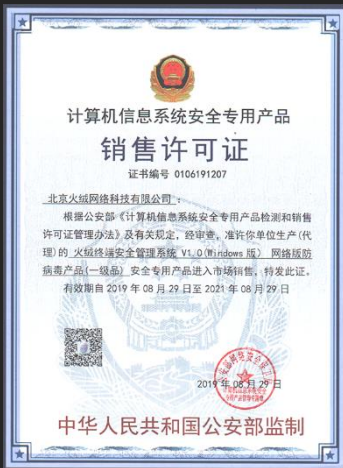 计算机信息系统安全专用产品
销售许可证
证书编号 0106191207
北京火绒网络科技有限公司 :
根据公安部《计算机信息系统安全专用产品检测和销售
许可证管理办法》及有关规定，经审查，准许你单位生产(代
理)的 火绒终端安全管理系统 V1.0(Windows 版) 网络版防
病毒产品(一级品) 安全专用产品进入市场销售，特发此证。
有效期自 2019 年 08 月 29 日至 2021 年 08 月 29 日
2019 年 08 月 29 日
中华人民共和国公安部监制